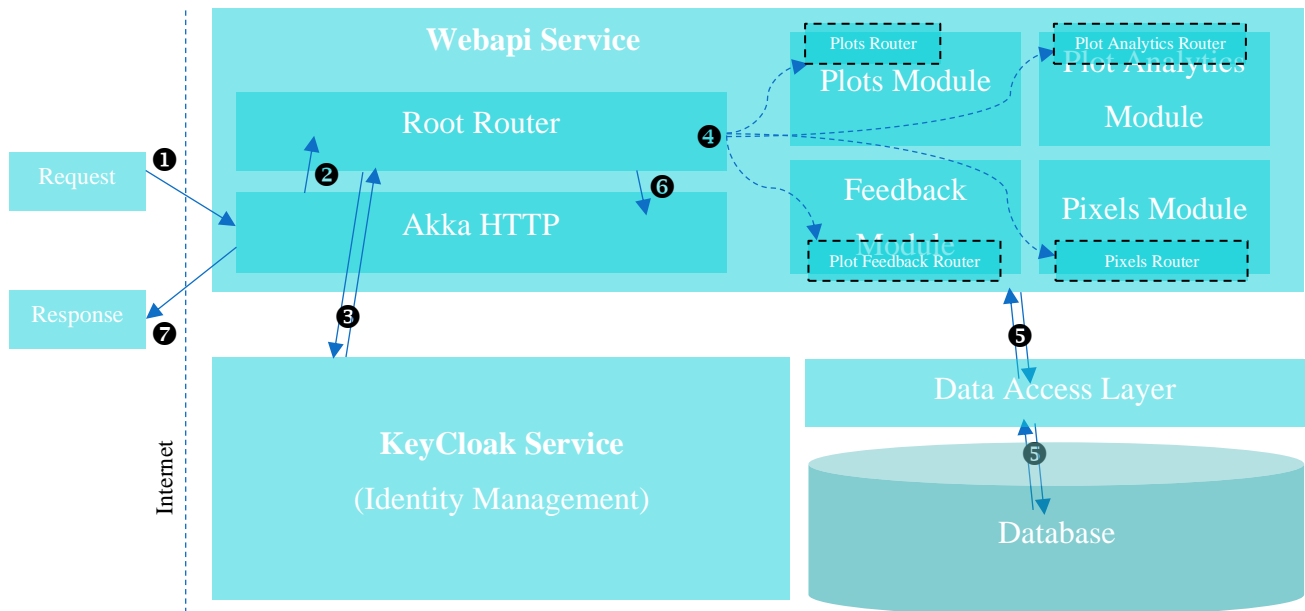 Webapi Service
Plots Router
Plots Module
Plot Analytics Router
Plot Analytics
Module
Root Router
❹
❶
Request
❷
❻
Akka HTTP
Feedback
Module
Plot Feedback Router
Pixels Module
Pixels Router
Response
❼
❸
❺
Data Access Layer
Internet
KeyCloak Service
(Identity Management)
❺
Database